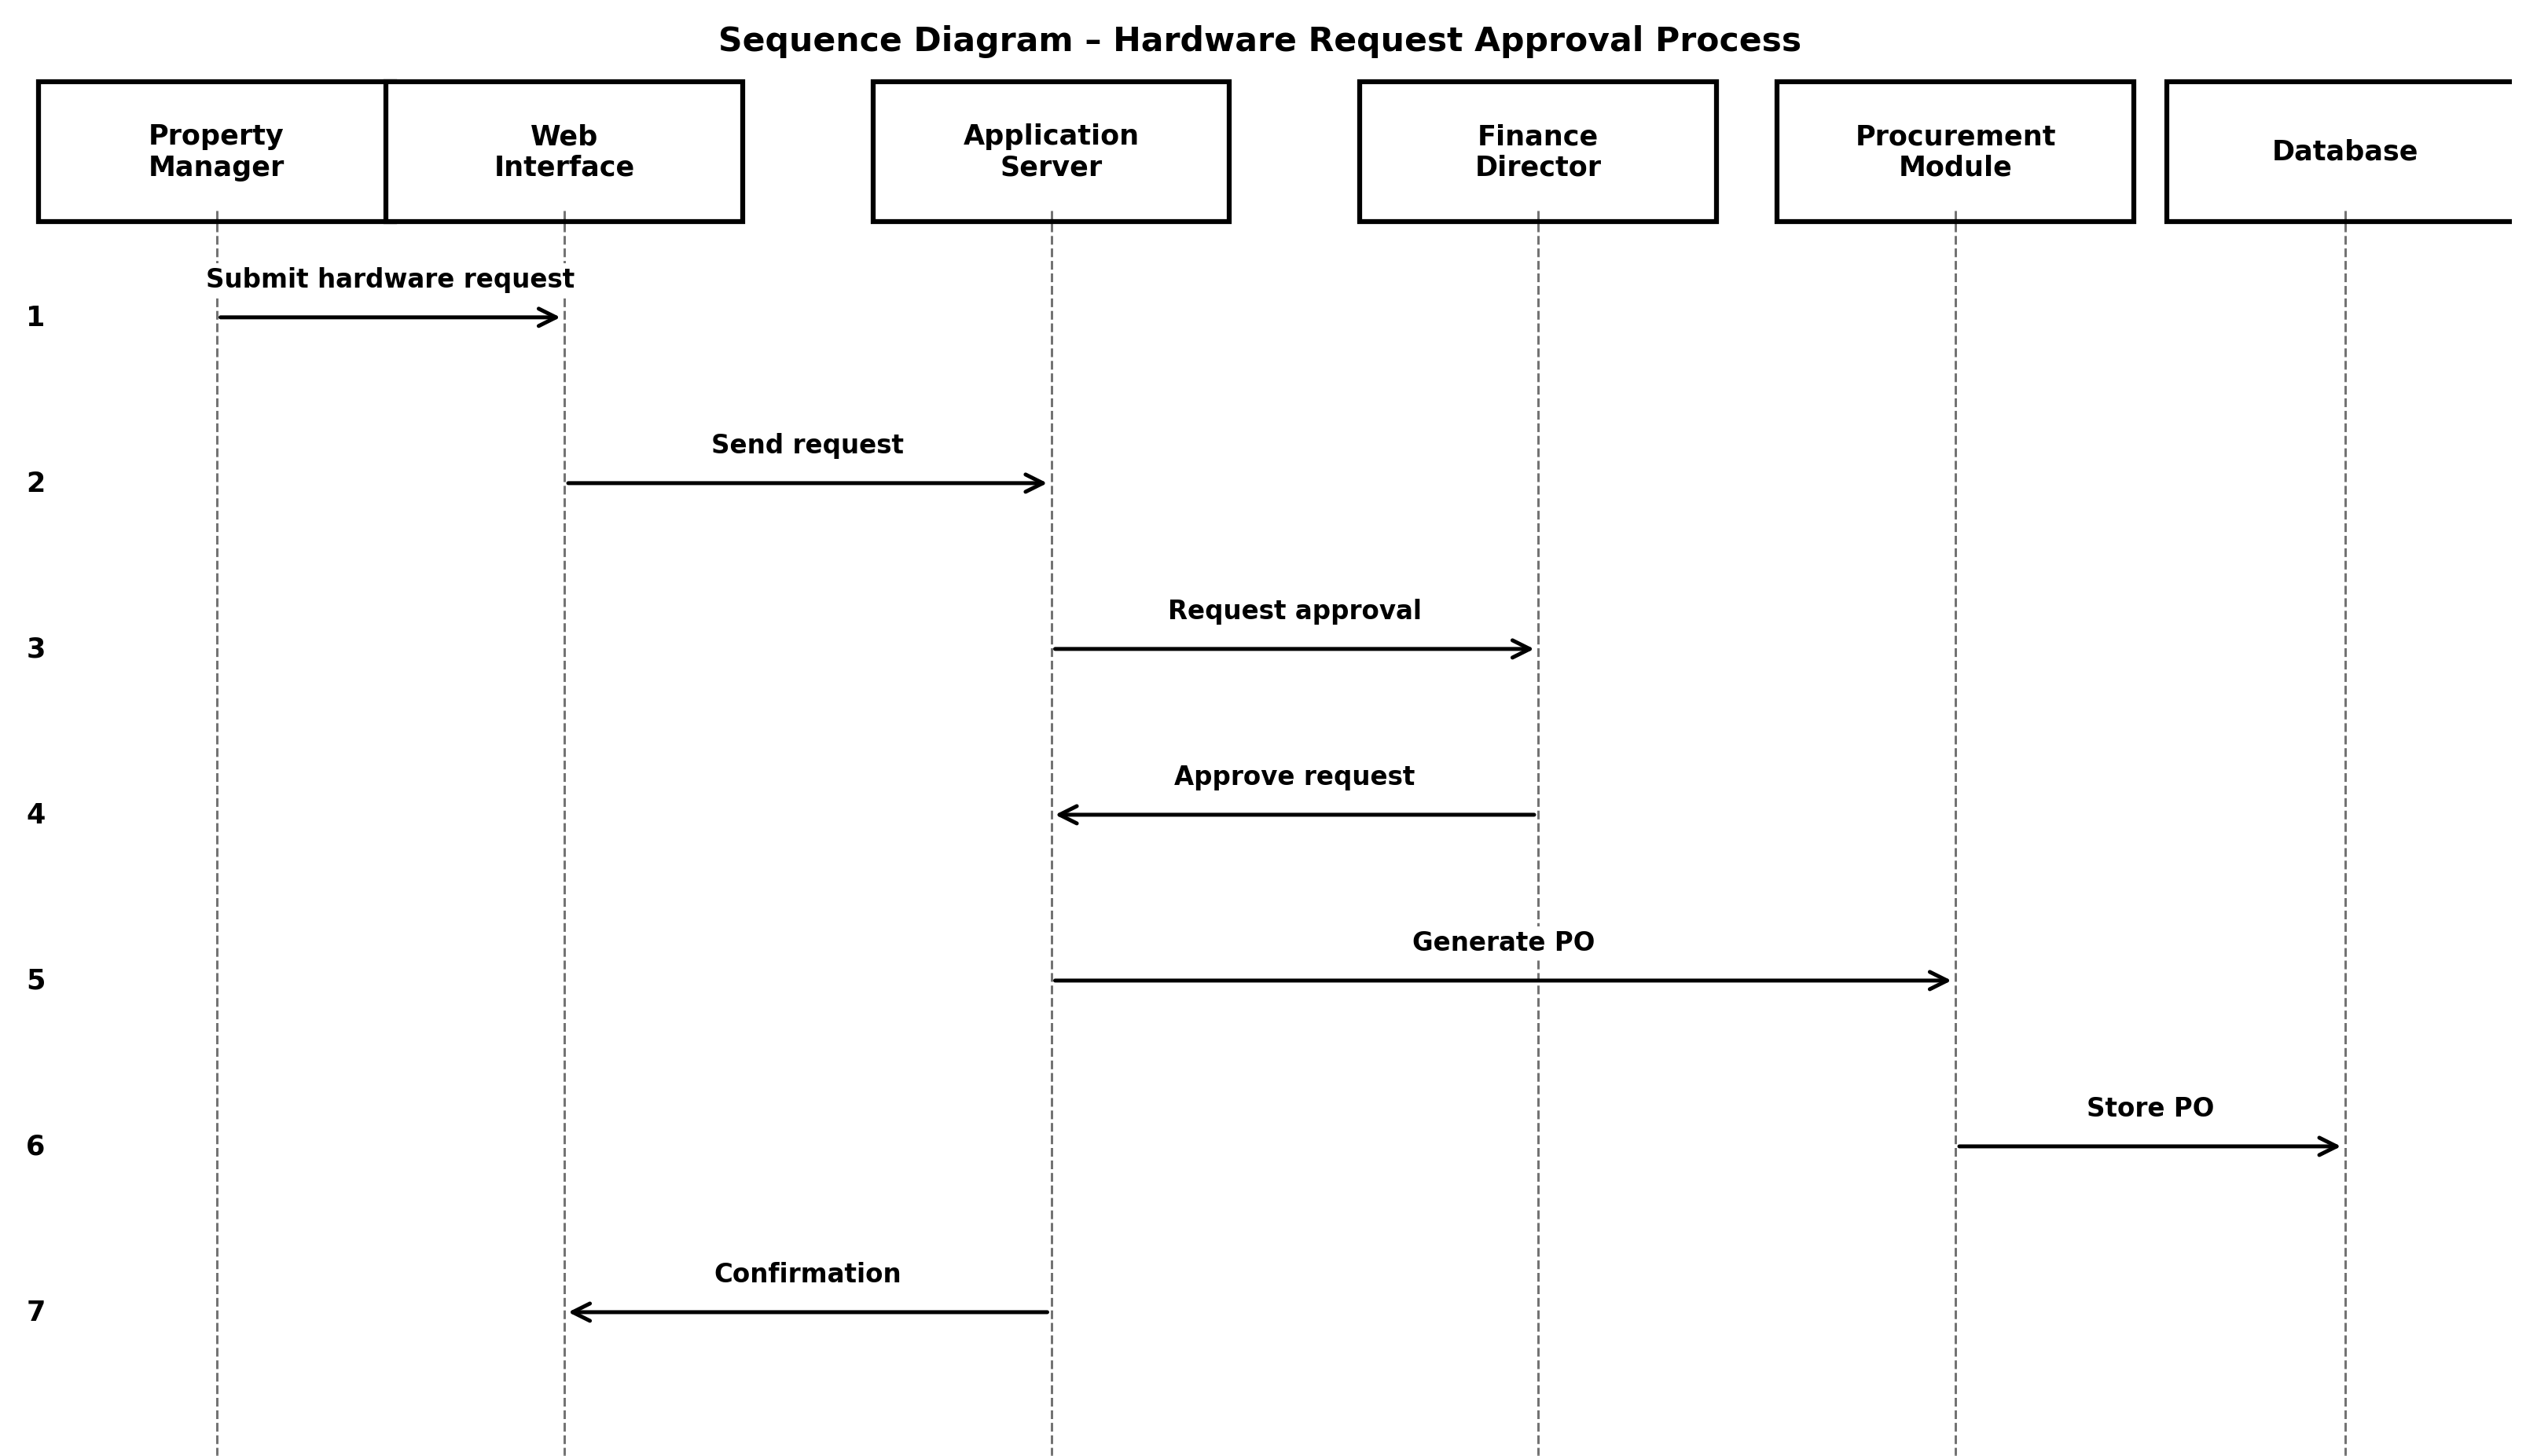 Sequence Diagram – Hardware Request Approval Process
Property
Manager
Web
Interface
Application
Server
Finance
Director
Procurement
Module
Database
Submit hardware request
1
Send request
2
Request approval
3
Approve request
4
Generate PO
5
Store PO
6
Confirmation
7